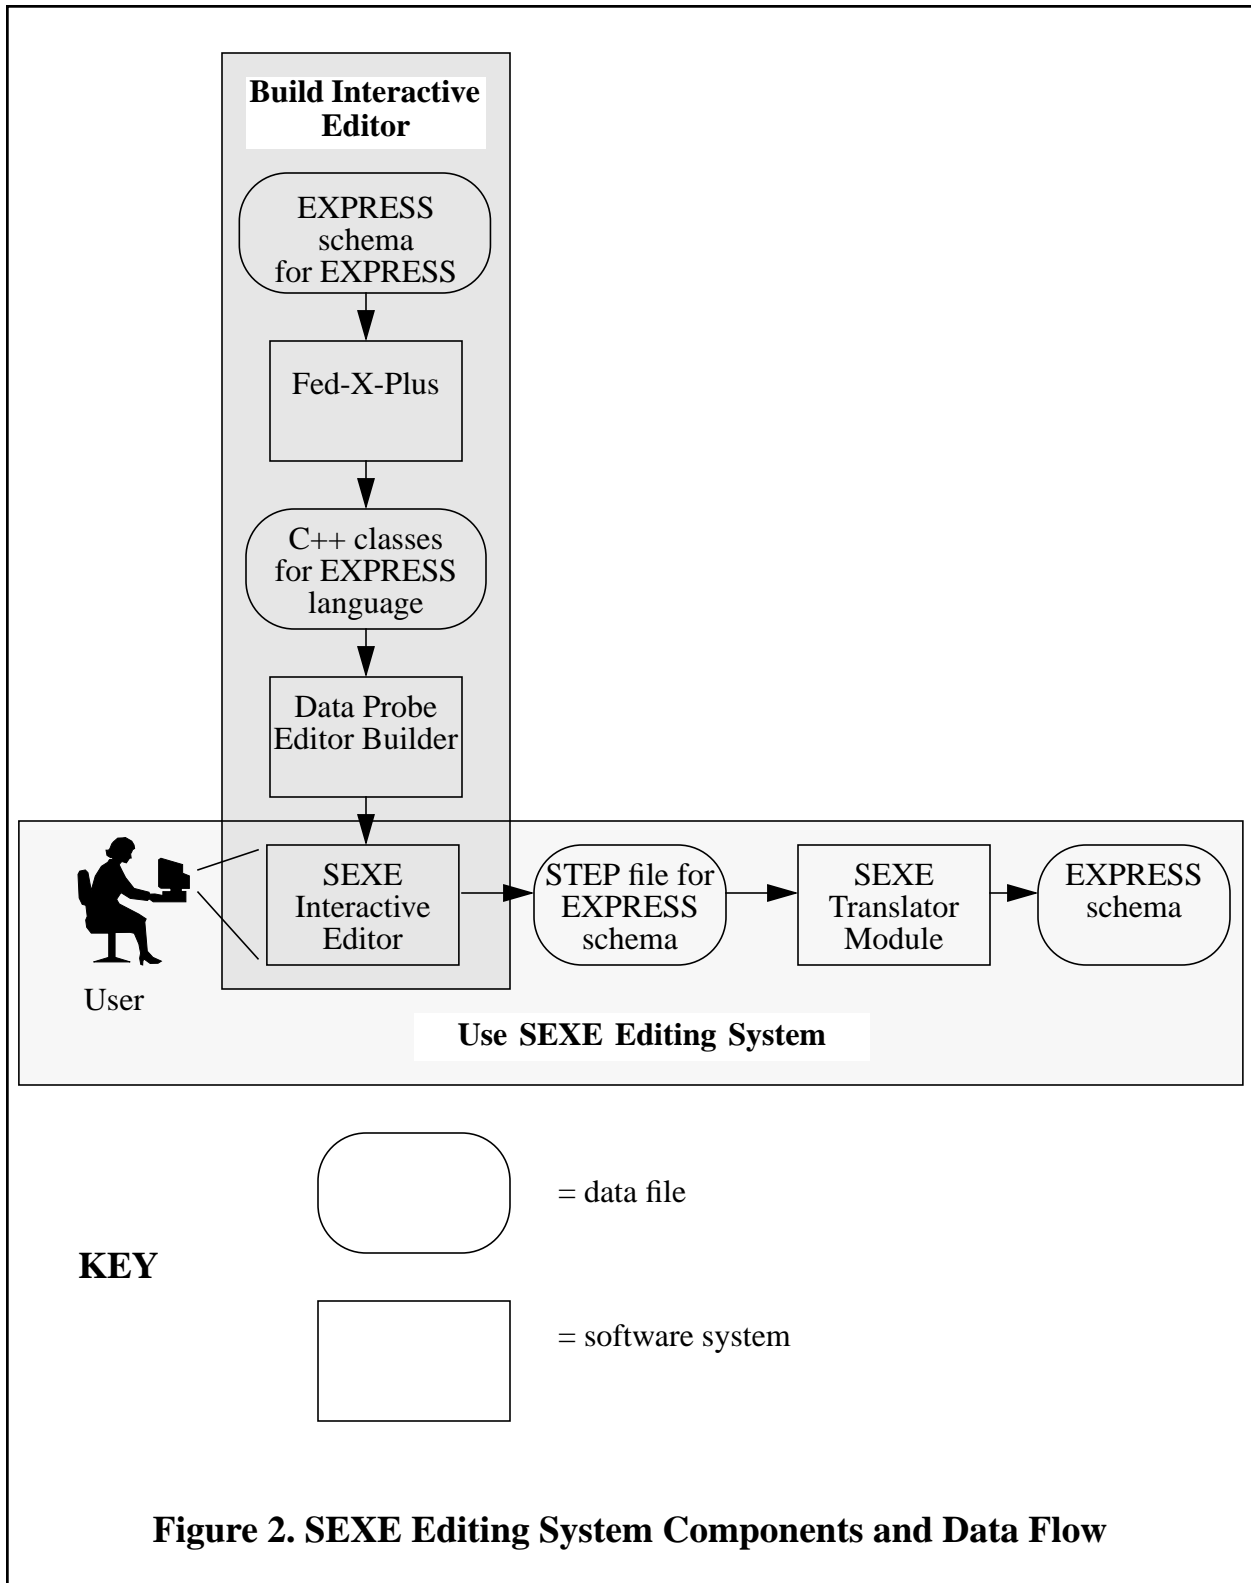 Build Interactive
Editor
EXPRESS
schema
for EXPRESS
Fed-X-Plus
C++ classes
for EXPRESS
language
Data Probe
Editor Builder
User
SEXE
Interactive
Editor
STEP file for
EXPRESS
schema
SEXE
Translator
Module
EXPRESS
schema
Use SEXE Editing System
KEY
= data file
= software system
Figure 2. SEXE Editing System Components and Data Flow